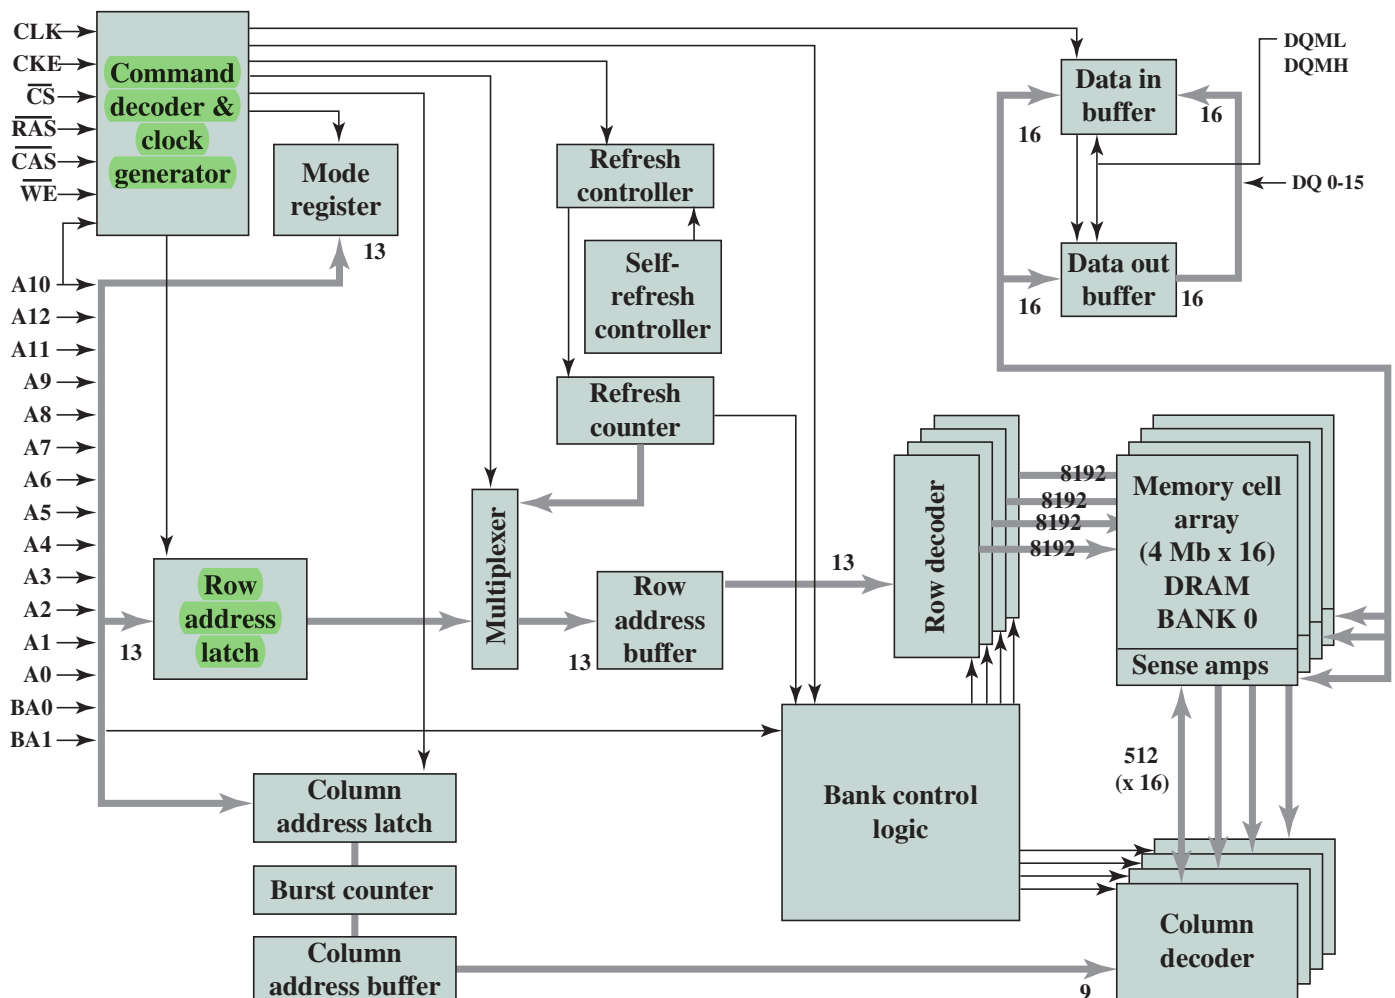 CLK
CKE
CS
RAS
CAS
WE
A10
A12
A11
A9
A8
A7
A6
A5
A4
A3
A2
A1
A0
BA0
BA1
Command
decoder &
clock
generator
Mode
register
13
Refresh
controller
Self-
refresh
controller
Refresh
counter
Data in
buffer
16
16
DQML
DQMH
DQ 0-15
Data out
buffer
16
16
Row
address
latch
13
Multiplexer
13
Row
address
buffer
13
Row decoder
8192
8192
8192
8192
Memory cell
array
(4 Mb x 16)
DRAM
BANK 0
Sense amps
512
(x 16)
Bank control
logic
Column
address latch
Burst counter
Column
address buffer
9
Column
decoder